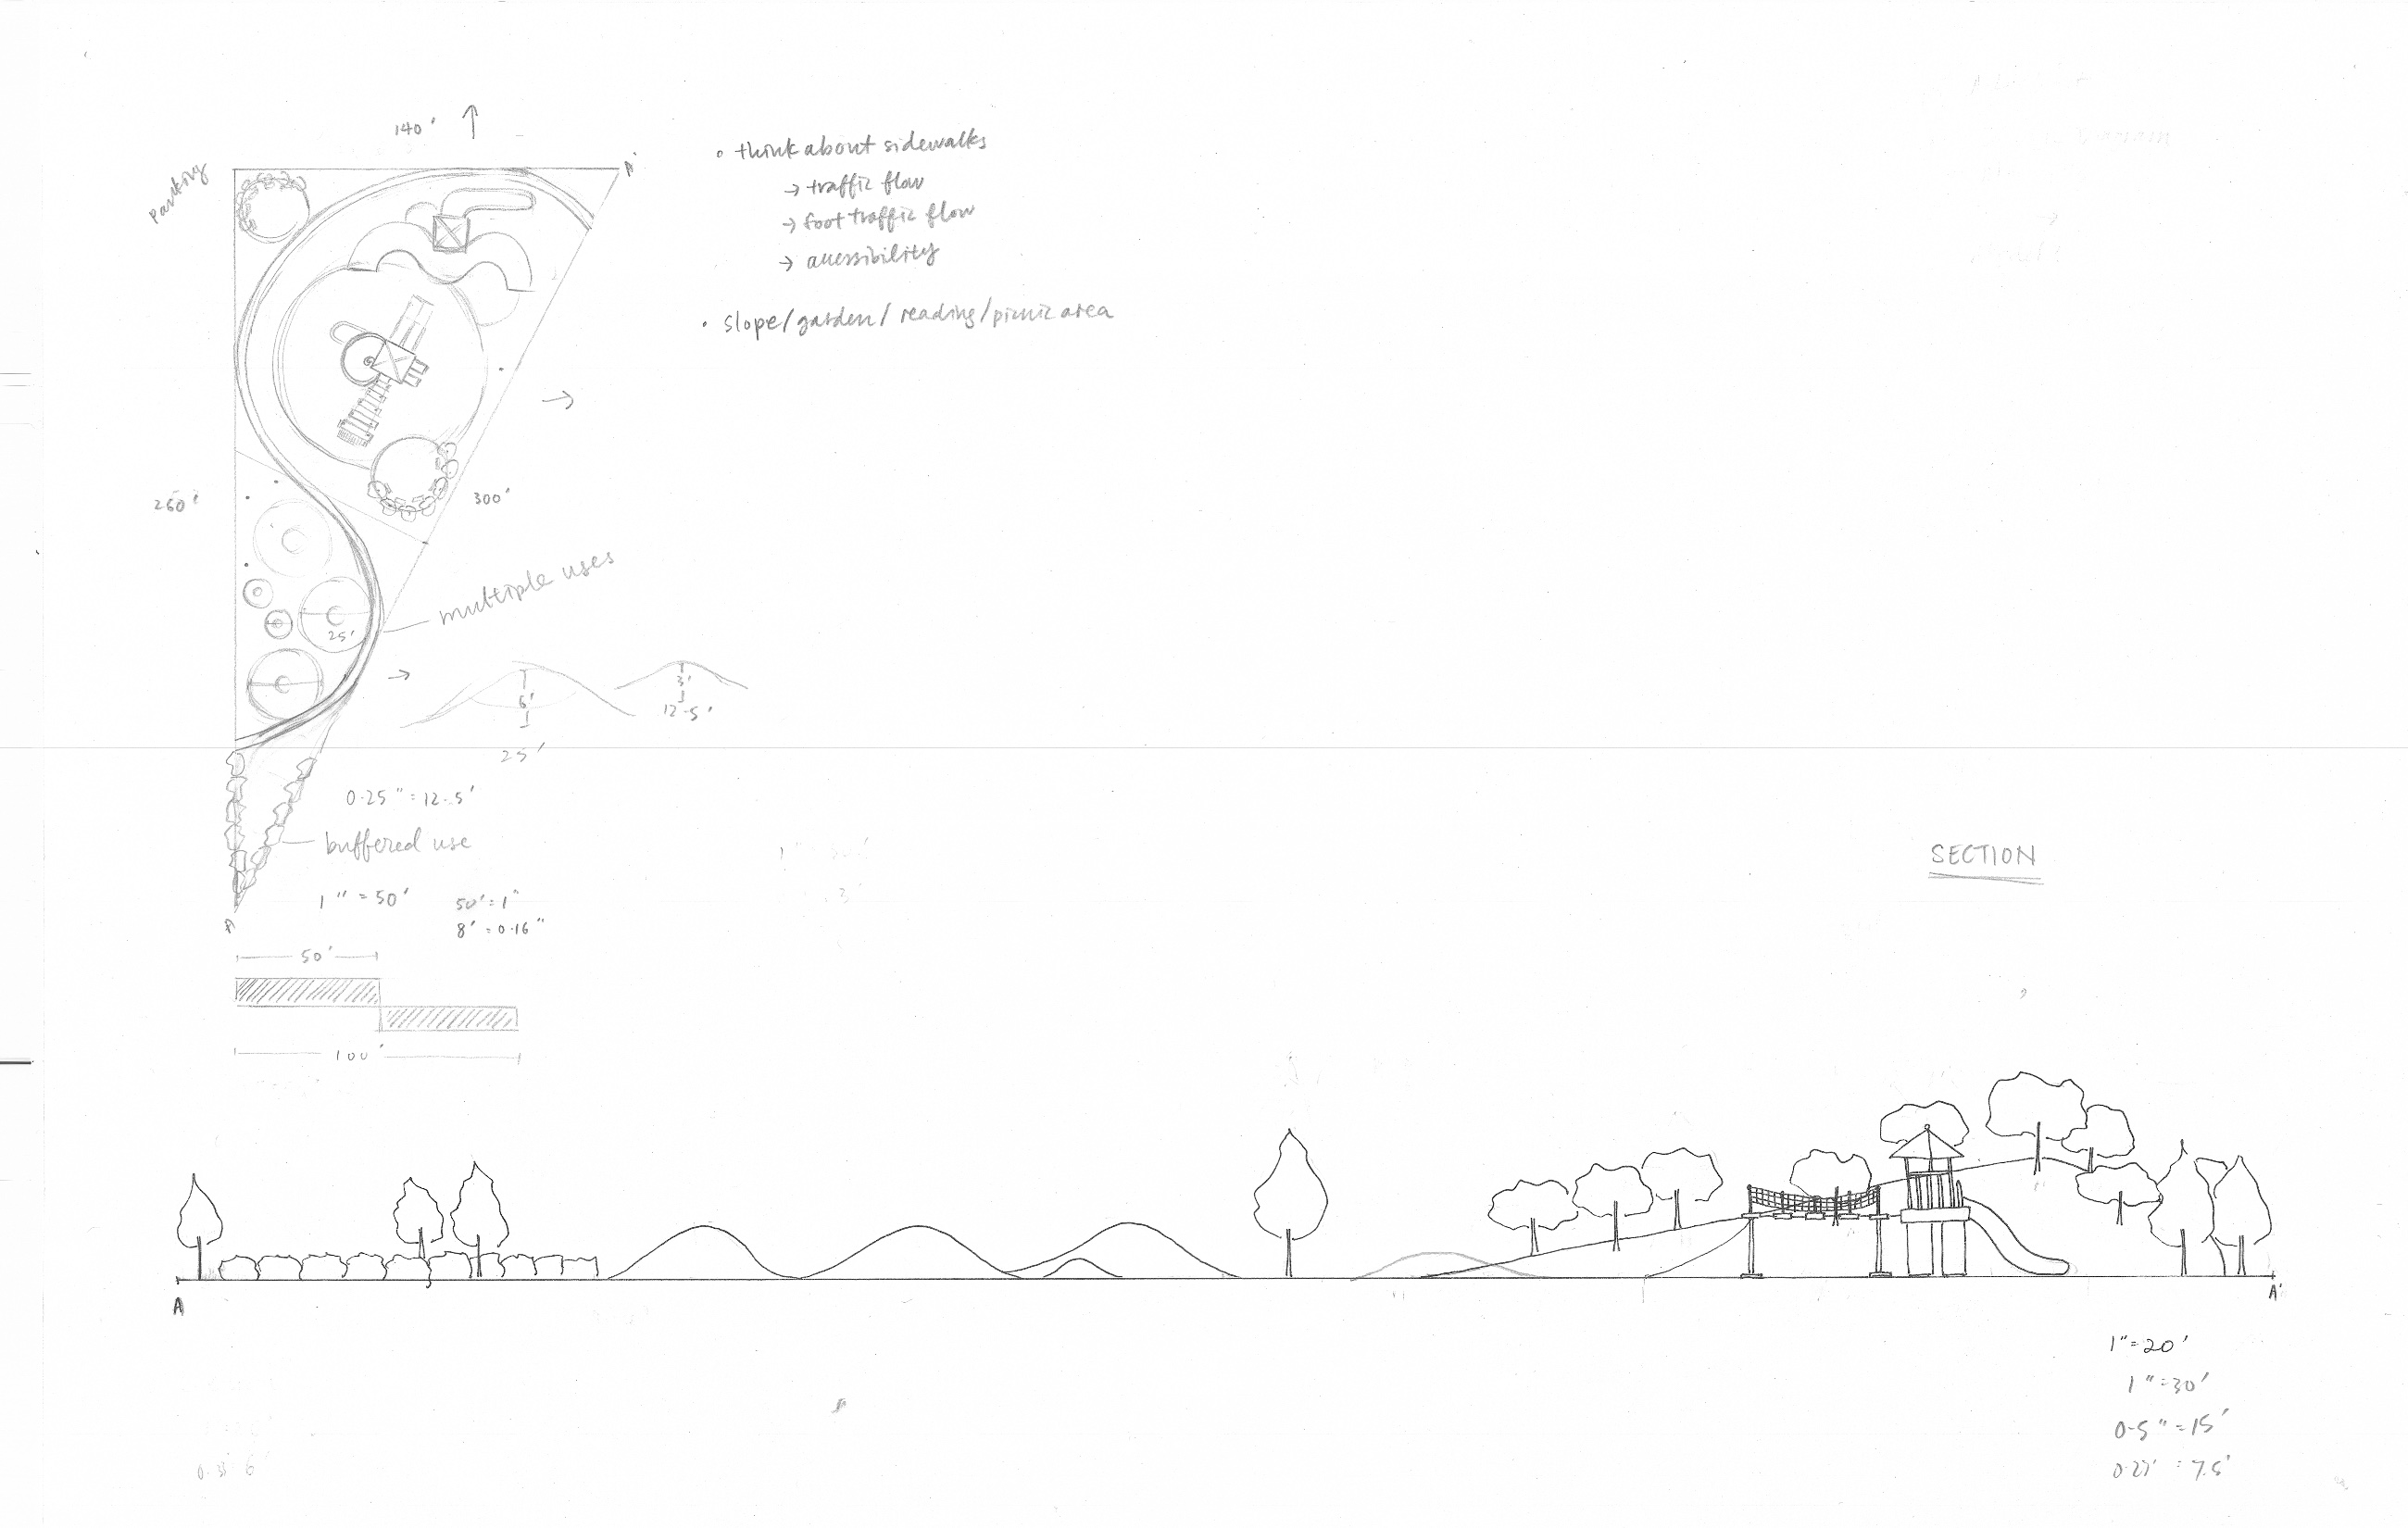 140'
parking
A'
• think about sidewalks
→ traffic flow
→ foot traffic flow
→ accessibility
• slope/garden/reading/picnic area
260'
300'
multiple uses
25'
6'
25'
3'
12.5'
0.25" = 12.5'
buffered use
1" = 50'
50' = 1"
8' = 0.16"
A
50'
100'
SECTION
A
A'
1" = 20'
1" = 30'
0.5" = 15'
= 7.5'